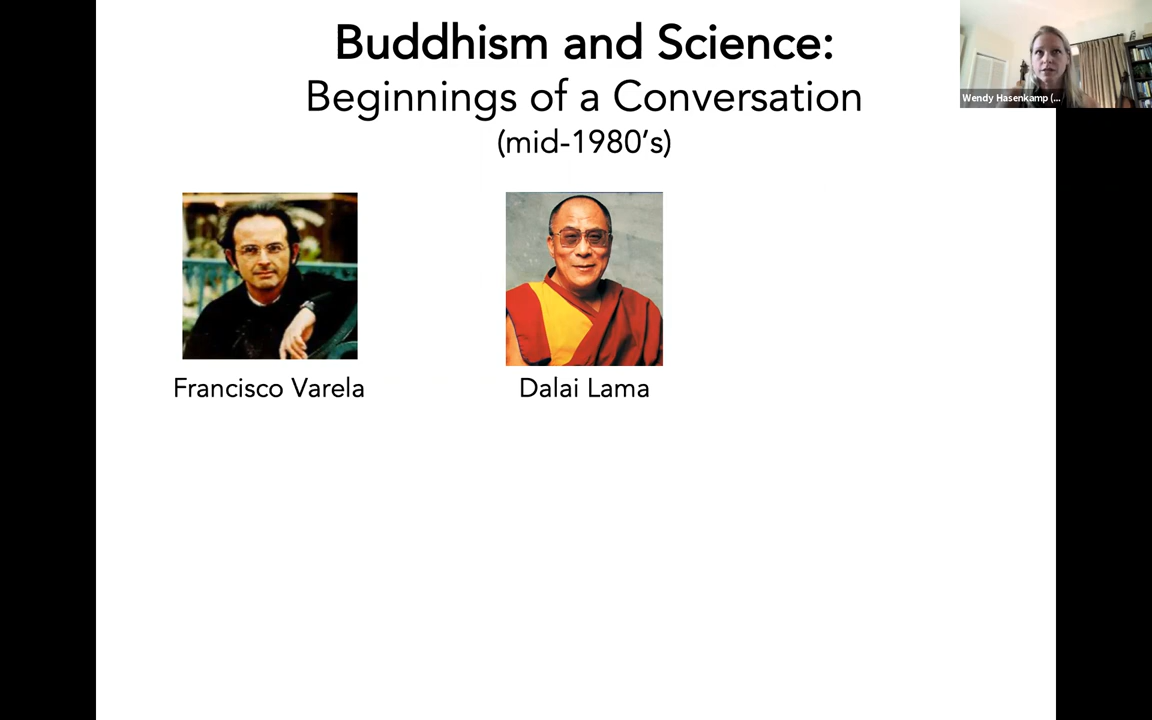 Buddhism and Science:
Beginnings of a Conversation
(mid-1980’s)
Wendy Hasenkamp (...
Francisco Varela
Dalai Lama